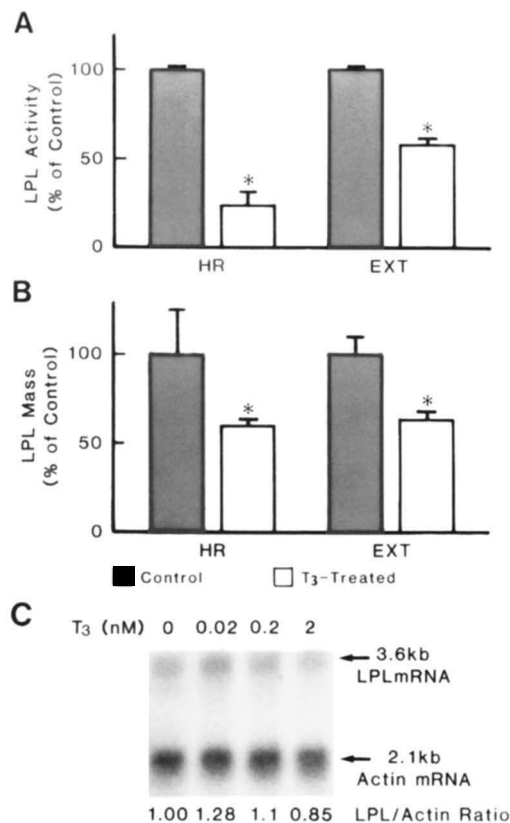 A
LPL Activity
(% of Control)
100
50
0
*
*
HR
EXT
B
LPL Mass
(% of Control)
100
50
0
*
*
HR
EXT
Control
T3-Treated
C
T3 (nM) 0 0.02 0.2 2
3.6kb
LPLmRNA
2.1kb
Actin mRNA
1.00 1.28 1.1 0.85 LPL/Actin Ratio